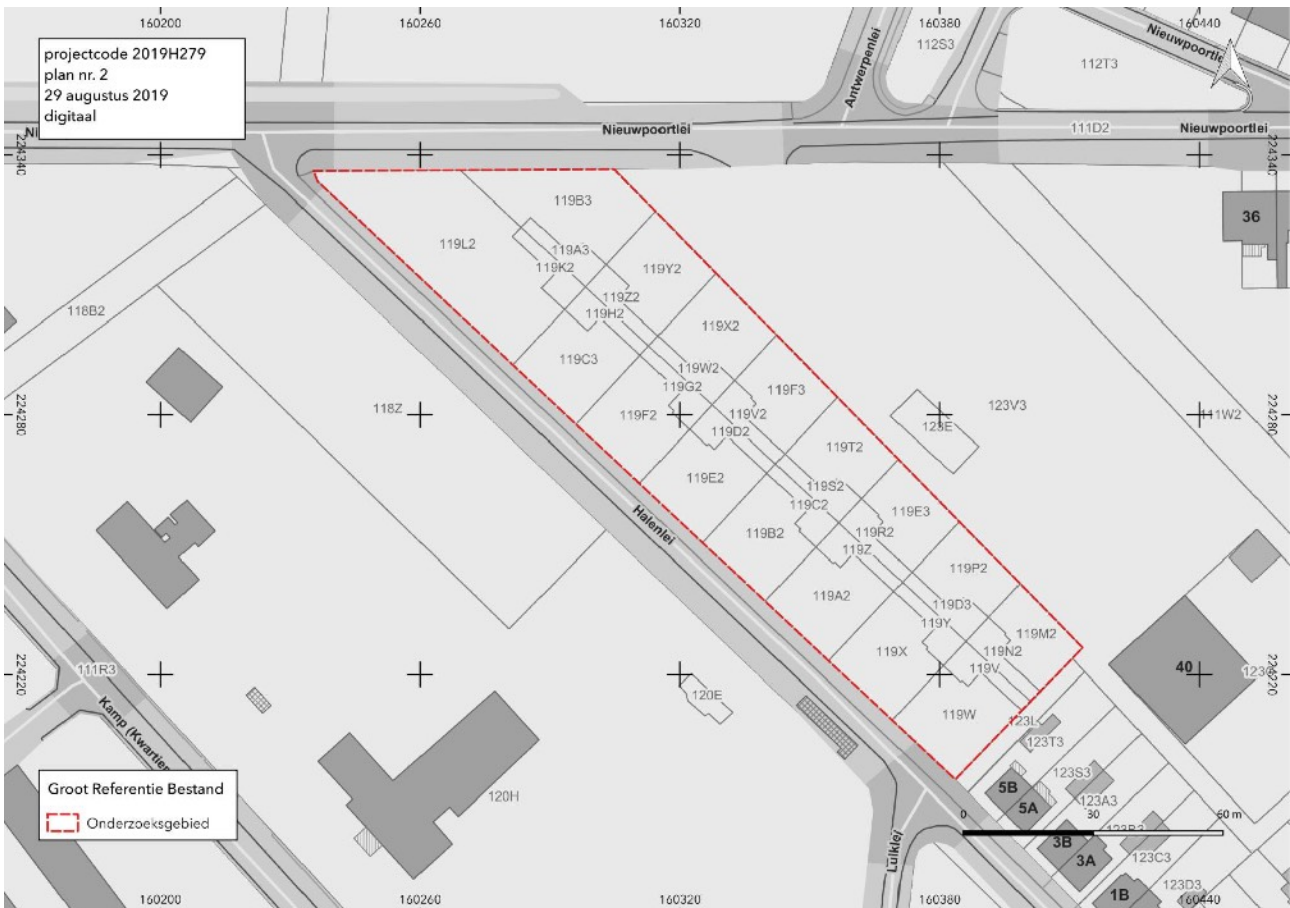 160200
160260
160320
160380
160440
projectcode 2019H279
plan nr. 2
29 augustus 2019
digitaal
Antwerpenlei
112S3
Nieuwpoortlei
112T3
Nieuwpoortlei
111D2
Nieuwpoortlei
224340
224340
119B3
119L2
119A3
119K2
119Y2
119Z2
119H2
36
118B2
119X2
119C3
119W2
119G2
119F3
118Z
119F2
119V2
119D2
123V3
111W2
224280
224280
123E
119T2
119E2
119S2
119C2
119E3
Halenlei
119B2
119R2
119Z
119P2
119A2
119D3
119Y
119M2
119X
119N2
119V
111R3
40
224220
224220
120E
119W
123L
123T3
Kamp (Kwartier
Groot Referentie Bestand
Onderzoeksgebied
120H
123S3
5B
5A
123A3
0
30
60 m
3B
3A
123C3
Luiklei
1B
123D3
160200
160260
160320
160380
160440